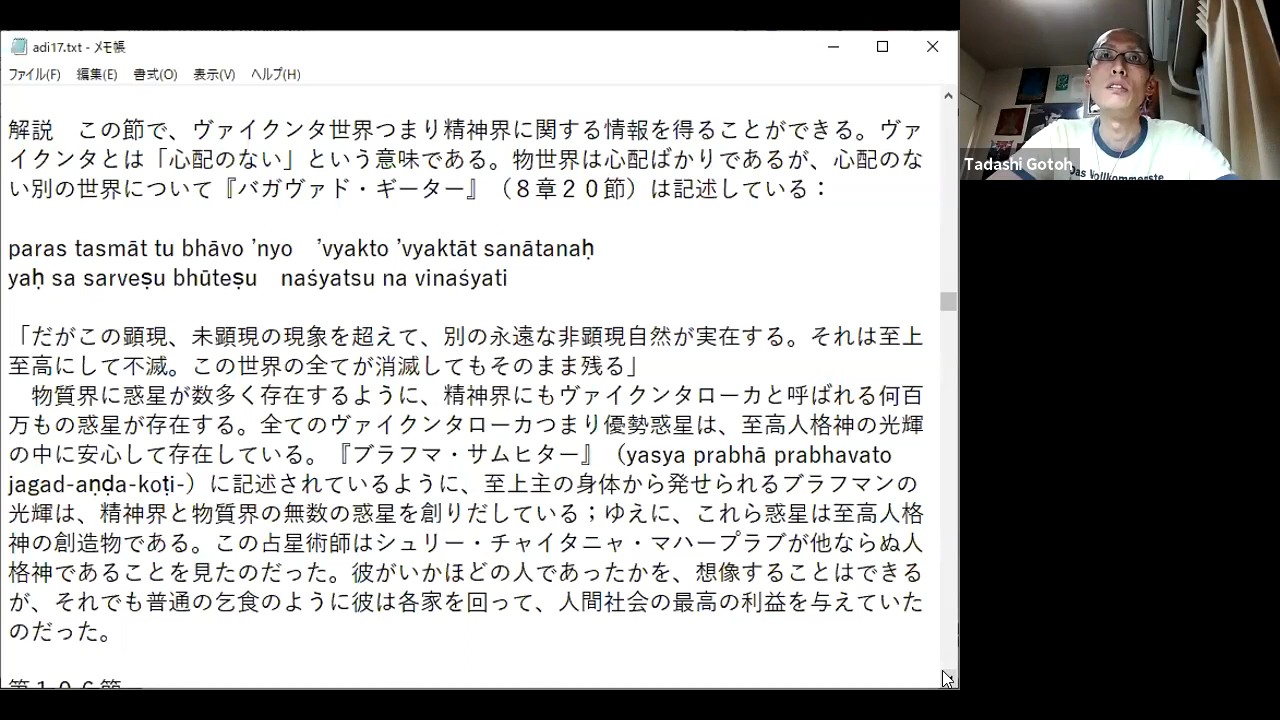 adi17.txt - メモ帳
ファイル(F) 編集(E) 書式(O) 表示(V) ヘルプ(H)
解説　この節で、ヴァイクンタ世界つまり精神界に関する情報を得ることができる。ヴァ
イクンタとは「心配のない」という意味である。物世界は心配ばかりであるが、心配のな
い別の世界について『バガヴァド・ギーター』（８章２０節）は記述している：
paras tasmāt tu bhāvo ’nyo　’vyakto ’vyaktāt sanātanaḥ
yaḥ sa sarveṣu bhūteṣu　naśyatsu na vinaśyati
「だがこの顕現、未顕現の現象を超えて、別の永遠な非顕現自然が実在する。それは至上
至高にして不滅。この世界の全てが消滅してもそのまま残る」
　物質界に惑星が数多く存在するように、精神界にもヴァイクンタローカと呼ばれる何百
万もの惑星が存在する。全てのヴァイクンタローカつまり優勢惑星は、至高人格神の光輝
の中に安心して存在している。『ブラフマ・サムヒター』（yasya prabhā prabhavato
jagad-aṇḍa-koṭi-）に記述されているように、至上主の身体から発せられるブラフマンの
光輝は、精神界と物質界の無数の惑星を創りだしている；ゆえに、これら惑星は至高人格
神の創造物である。この占星術師はシュリー・チャイタニャ・マハープラブが他ならぬ人
格神であることを見たのだった。彼がいかほどの人であったかを、想像することはできる
が、それでも普通の乞食のように彼は各家を回って、人間社会の最高の利益を与えていた
のだった。
第１０６節
Tadashi Gotoh
Das Vollkommenste